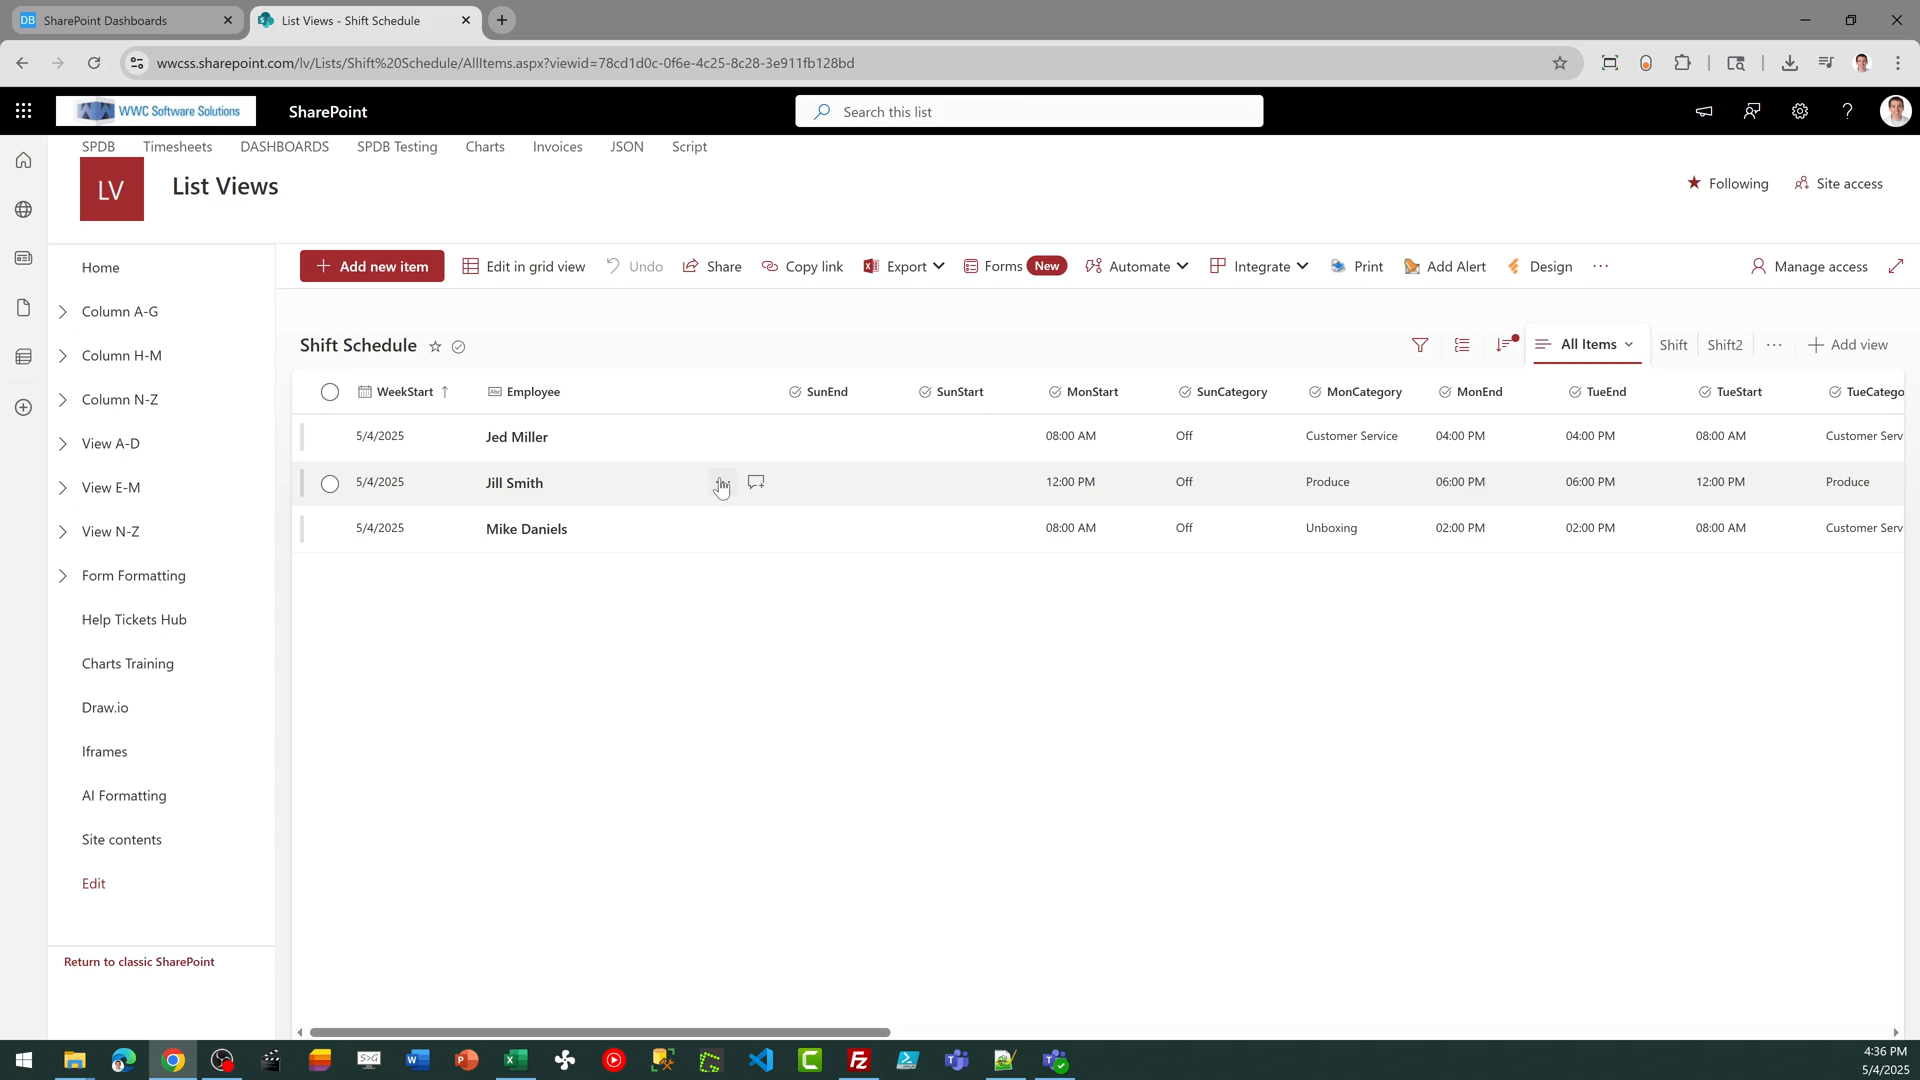 DB SharePoint Dashboards
List Views - Shift Schedule
wwcss.sharepoint.com/lv/Lists/Shift%20Schedule/AllItems.aspx?viewid=78cd1d0c-0f6e-4c25-8c28-3e911fb128bd
WWC Software Solutions
SharePoint
Search this list
SPDB Timesheets DASHBOARDS SPDB Testing Charts Invoices JSON Script
LV
List Views
Following
Site access
Home
Column A-G
Column H-M
Column N-Z
View A-D
View E-M
View N-Z
Form Formatting
Help Tickets Hub
Charts Training
Draw.io
Iframes
AI Formatting
Site contents
Edit
Return to classic SharePoint
Add new item Edit in grid view Undo Share Copy link Export Forms New Automate Integrate Print Add Alert Design ... Manage access
Shift Schedule
All Items Shift Shift2 ... Add view
WeekStart Employee SunEnd SunStart MonStart SunCategory MonCategory MonEnd TueEnd TueStart TueCatego
5/4/2025 Jed Miller 08:00 AM Off Customer Service 04:00 PM 04:00 PM 08:00 AM Customer Serv
5/4/2025 Jill Smith 12:00 PM Off Produce 06:00 PM 06:00 PM 12:00 PM Produce
5/4/2025 Mike Daniels 08:00 AM Off Unboxing 02:00 PM 02:00 PM 08:00 AM Customer Serv
4:36 PM
5/4/2025